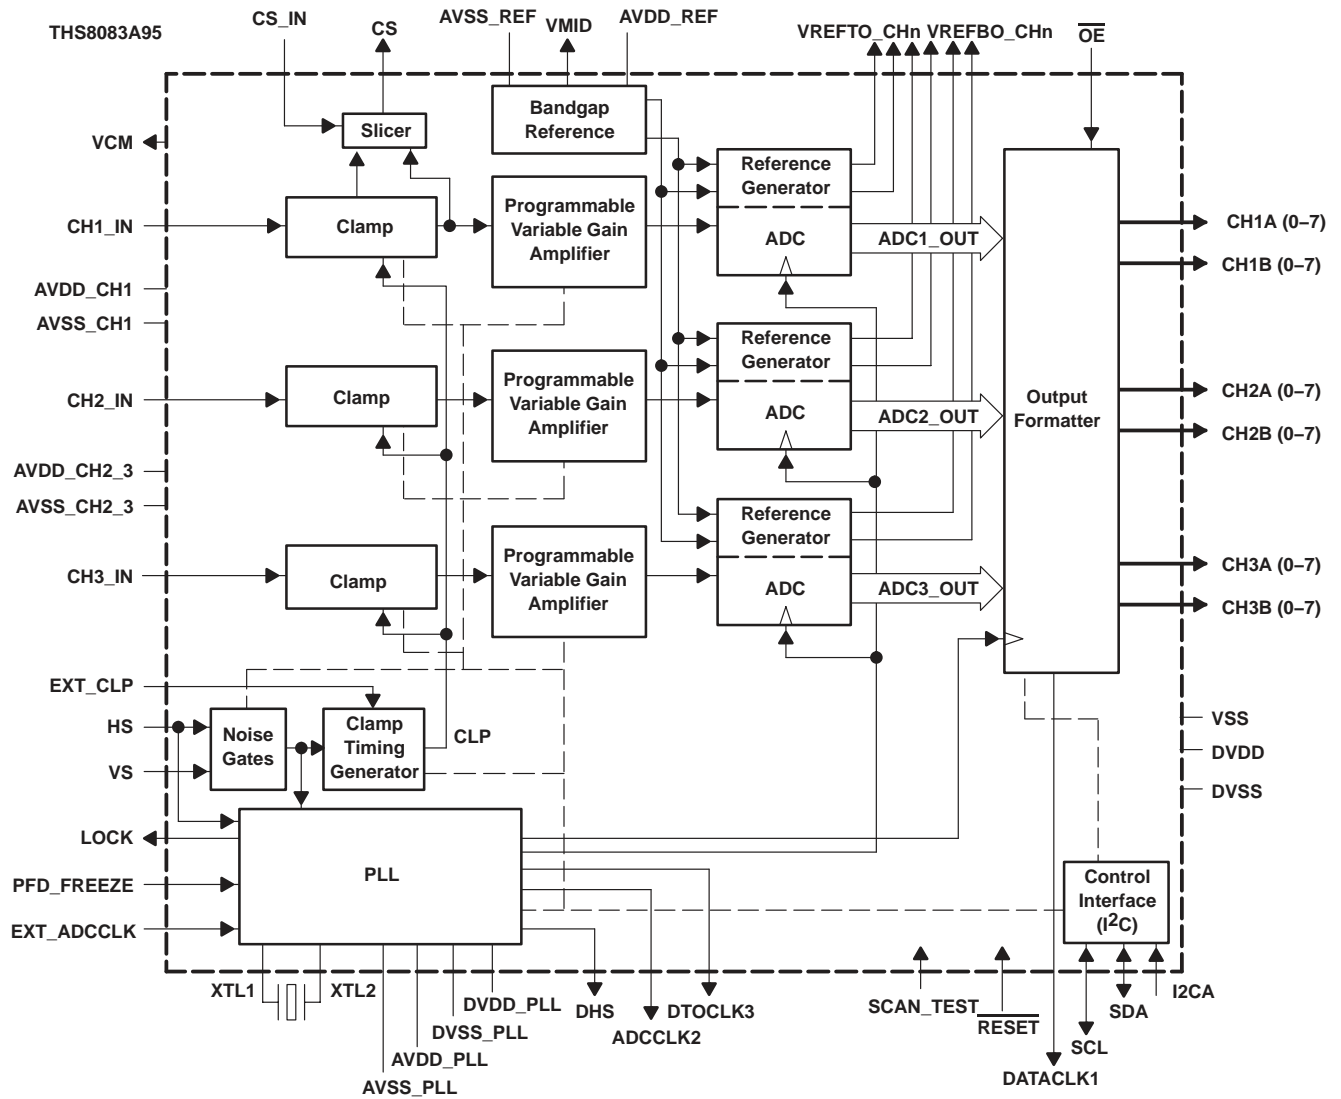 THS8083A95
CS_IN
CS
AVSS_REF
VMID
AVDD_REF
VREFTO_CHn
VREFBO_CHn
OE
VCM
Slicer
Bandgap
Reference
CH1_IN
Clamp
Programmable
Variable Gain
Amplifier
Reference
Generator
ADC
ADC1_OUT
CH1A (0–7)
CH1B (0–7)
AVDD_CH1
AVSS_CH1
CH2_IN
Clamp
Programmable
Variable Gain
Amplifier
Reference
Generator
ADC
ADC2_OUT
Output
Formatter
CH2A (0–7)
CH2B (0–7)
AVDD_CH2_3
AVSS_CH2_3
CH3_IN
Clamp
Programmable
Variable Gain
Amplifier
Reference
Generator
ADC
ADC3_OUT
CH3A (0–7)
CH3B (0–7)
EXT_CLP
HS
VS
Noise
Gates
Clamp
Timing
Generator
CLP
VSS
DVDD
DVSS
LOCK
PFD_FREEZE
EXT_ADCCLK
PLL
Control
Interface
(I2C)
XTL1
XTL2
DVDD_PLL
DVSS_PLL
AVDD_PLL
AVSS_PLL
DHS
ADCCLK2
DTOCLK3
SCAN_TEST
RESET
DATACLK1
SCL
SDA
I2CA